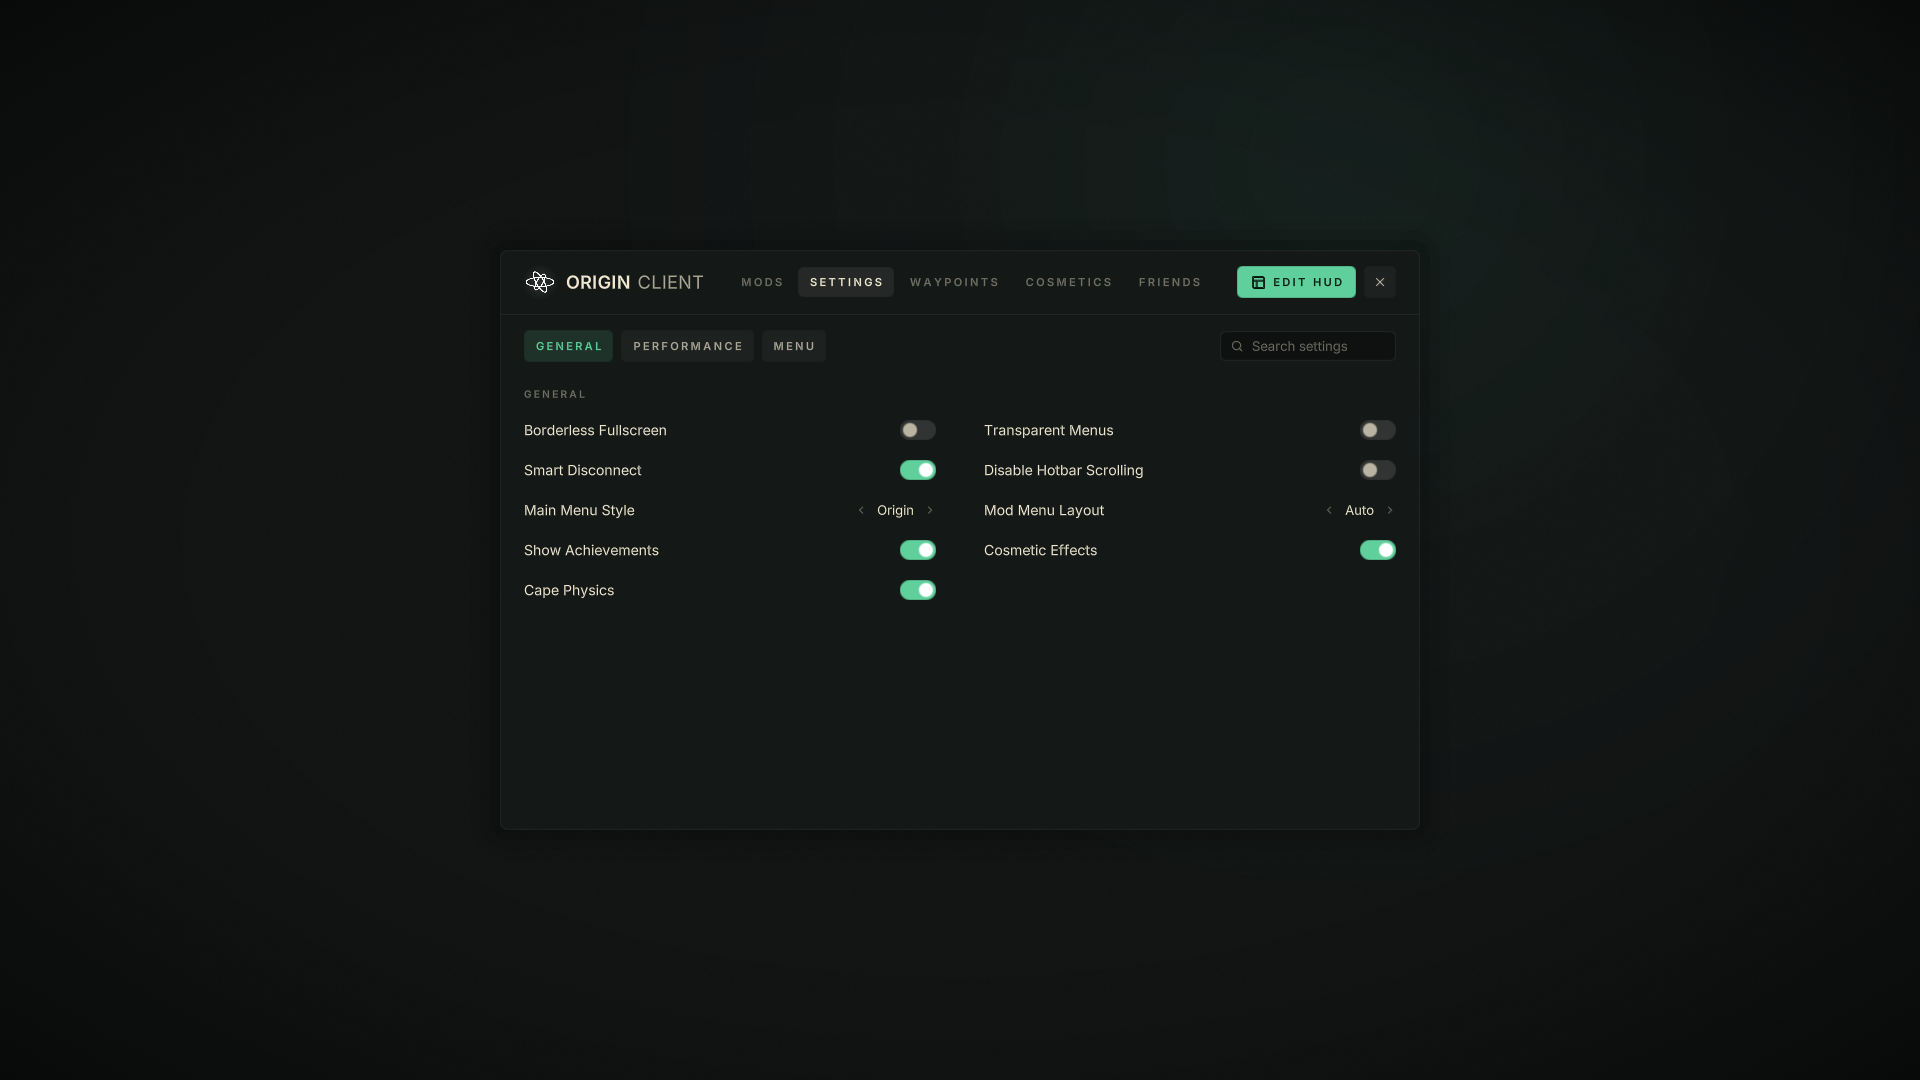 ORIGIN CLIENT MODS SETTINGS WAYPOINTS COSMETICS FRIENDS EDIT HUD
GENERAL PERFORMANCE MENU Search settings
GENERAL
Borderless Fullscreen Transparent Menus
Smart Disconnect Disable Hotbar Scrolling
Main Menu Style Origin Mod Menu Layout Auto
Show Achievements Cosmetic Effects
Cape Physics